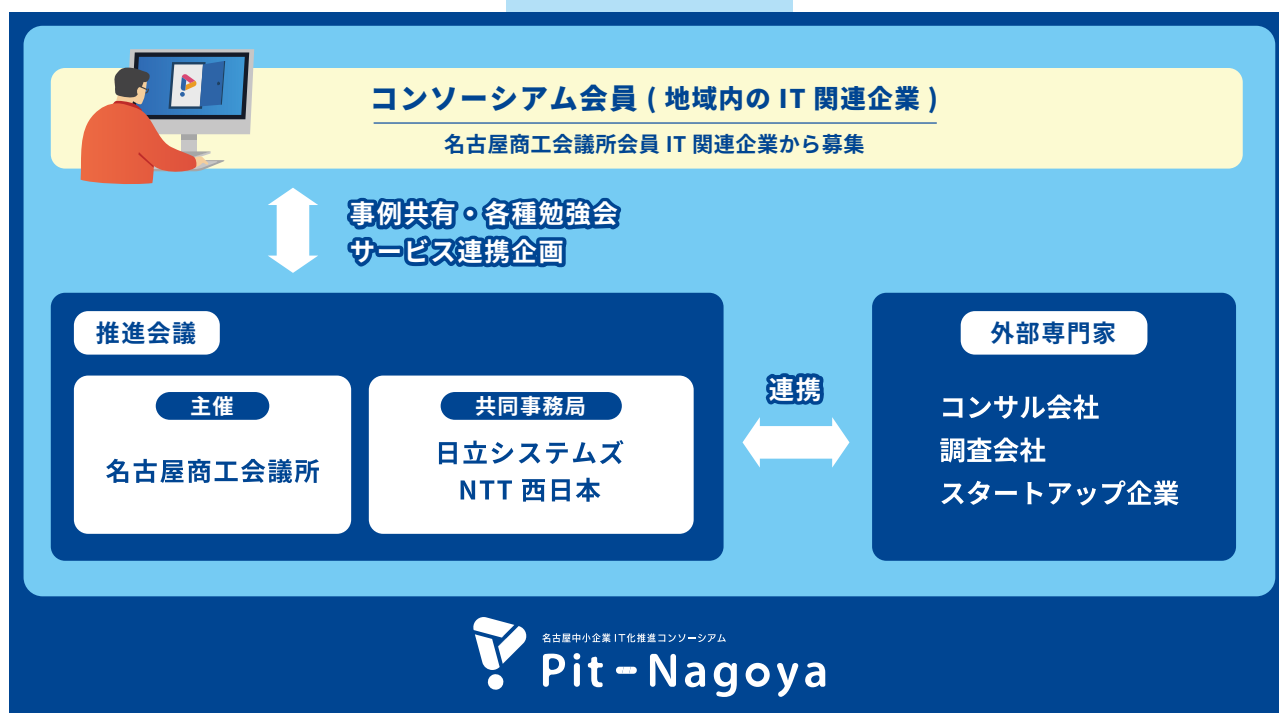 コンソーシアム会員 ( 地域内の IT 関連企業 )
名古屋商工会議所会員 IT 関連企業から募集
事例共有・各種勉強会
サービス連携企画
推進会議
主催
名古屋商工会議所
共同事務局
日立システムズ
NTT 西日本
連携
外部専門家
コンサル会社
調査会社
スタートアップ企業
名古屋中小企業IT化推進コンソーシアム
Pit-Nagoya